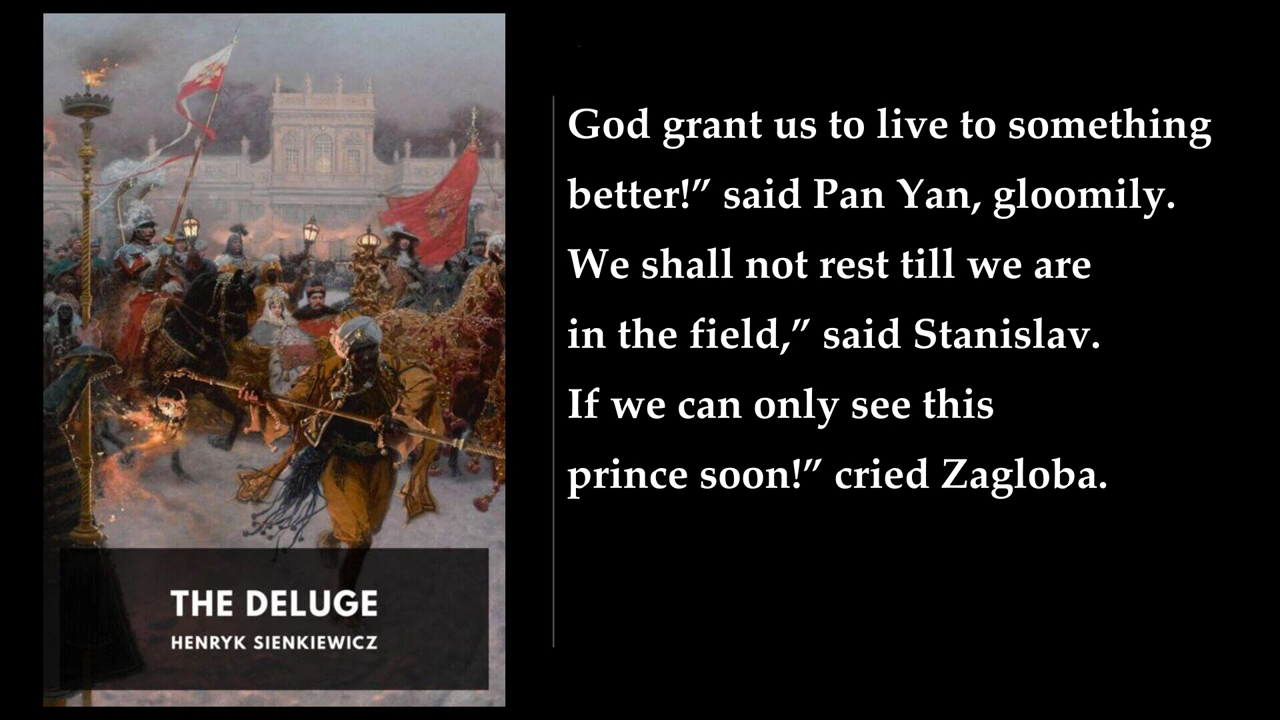 God grant us to live to something
better!” said Pan Yan, gloomily.
We shall not rest till we are
in the field,” said Stanislav.
If we can only see this
prince soon!” cried Zagloba.
THE DELUGE
HENRYK SIENKIEWICZ